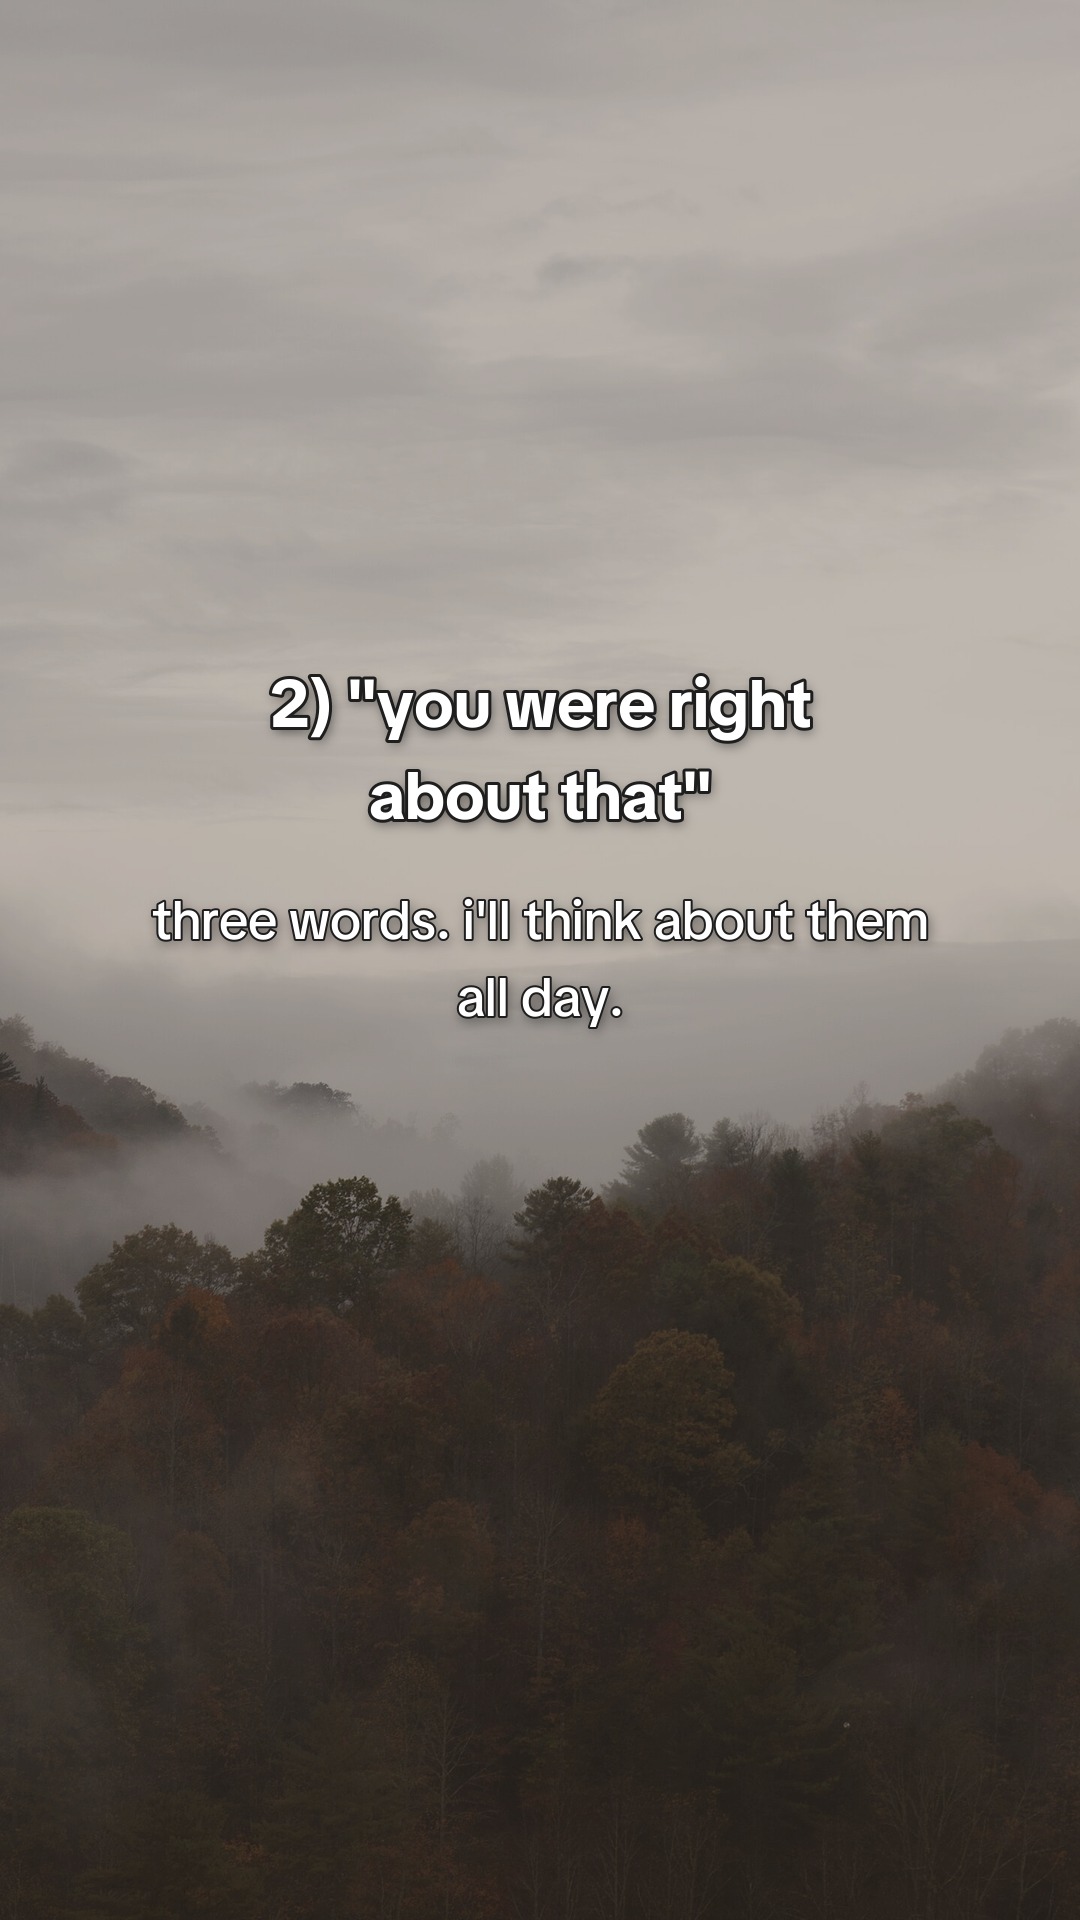 2) "you were right
about that"
three words. i'll think about them
all day.